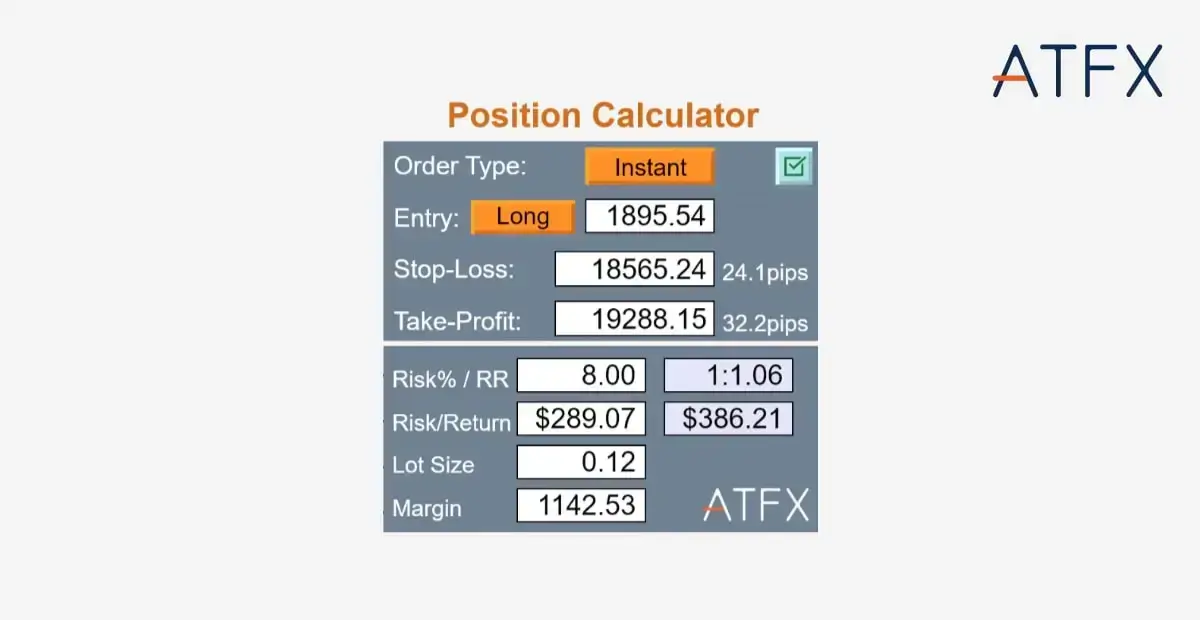 ATFX
Position Calculator
Order Type: Instant
Entry: Long 1895.54
Stop-Loss: 18565.24 24.1pips
Take-Profit: 19288.15 32.2pips
Risk% / RR 8.00 1:1.06
Risk/Return $289.07 $386.21
Lot Size 0.12
Margin 1142.53 ATFX